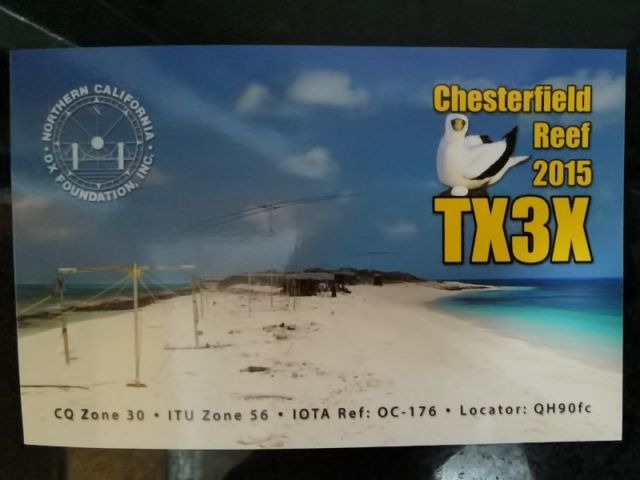 NORTHERN CALIFORNIA
DX FOUNDATION, INC.
Chesterfield
Reef
2015
TX3X
CQ Zone 30 • ITU Zone 56 • IOTA Ref: OC-176 • Locator: QH90fc